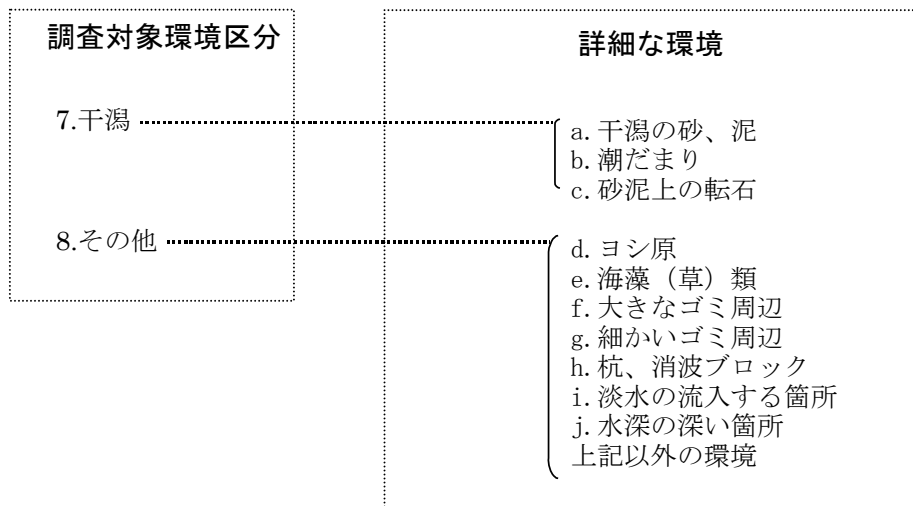 調査対象環境区分
詳細な環境
7.干潟
a.干潟の砂、泥
b.潮だまり
c.砂泥上の転石
8.その他
d.ヨシ原
e.海藻（草）類
f.大きなゴミ周辺
g.細かいゴミ周辺
h.杭、消波ブロック
i.淡水の流入する箇所
j.水深の深い箇所
上記以外の環境